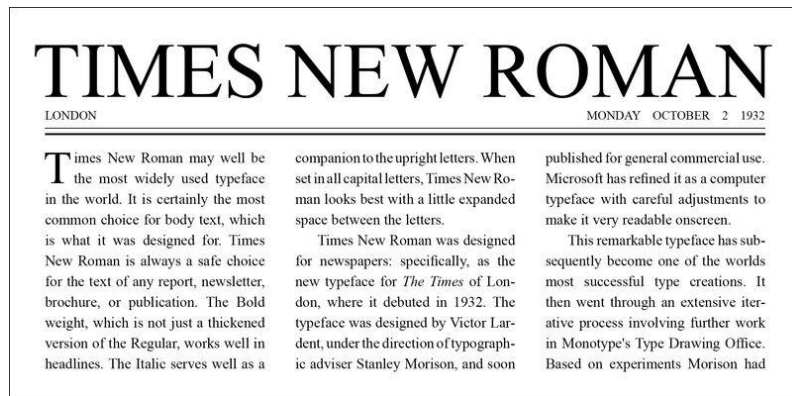 TIMES NEW ROMAN
LONDON
MONDAY OCTOBER 2 1932
Times New Roman may well be
the most widely used typeface
in the world. It is certainly the most
common choice for body text, which
is what it was designed for. Times
New Roman is always a safe choice
for the text of any report, newsletter,
brochure, or publication. The Bold
weight, which is not just a thickened
version of the Regular, works well in
headlines. The Italic serves well as a
companion to the upright letters. When
set in all capital letters, Times New Ro-
man looks best with a little expanded
space between the letters.
Times New Roman was designed
for newspapers: specifically, as the
new typeface for The Times of Lon-
don, where it debuted in 1932. The
typeface was designed by Victor Lar-
dent, under the direction of typograph-
ic adviser Stanley Morison, and soon
published for general commercial use.
Microsoft has refined it as a computer
typeface with careful adjustments to
make it very readable onscreen.
This remarkable typeface has sub-
sequently become one of the worlds
most successful type creations. It
then went through an extensive iter-
ative process involving further work
in Monotype's Type Drawing Office.
Based on experiments Morison had